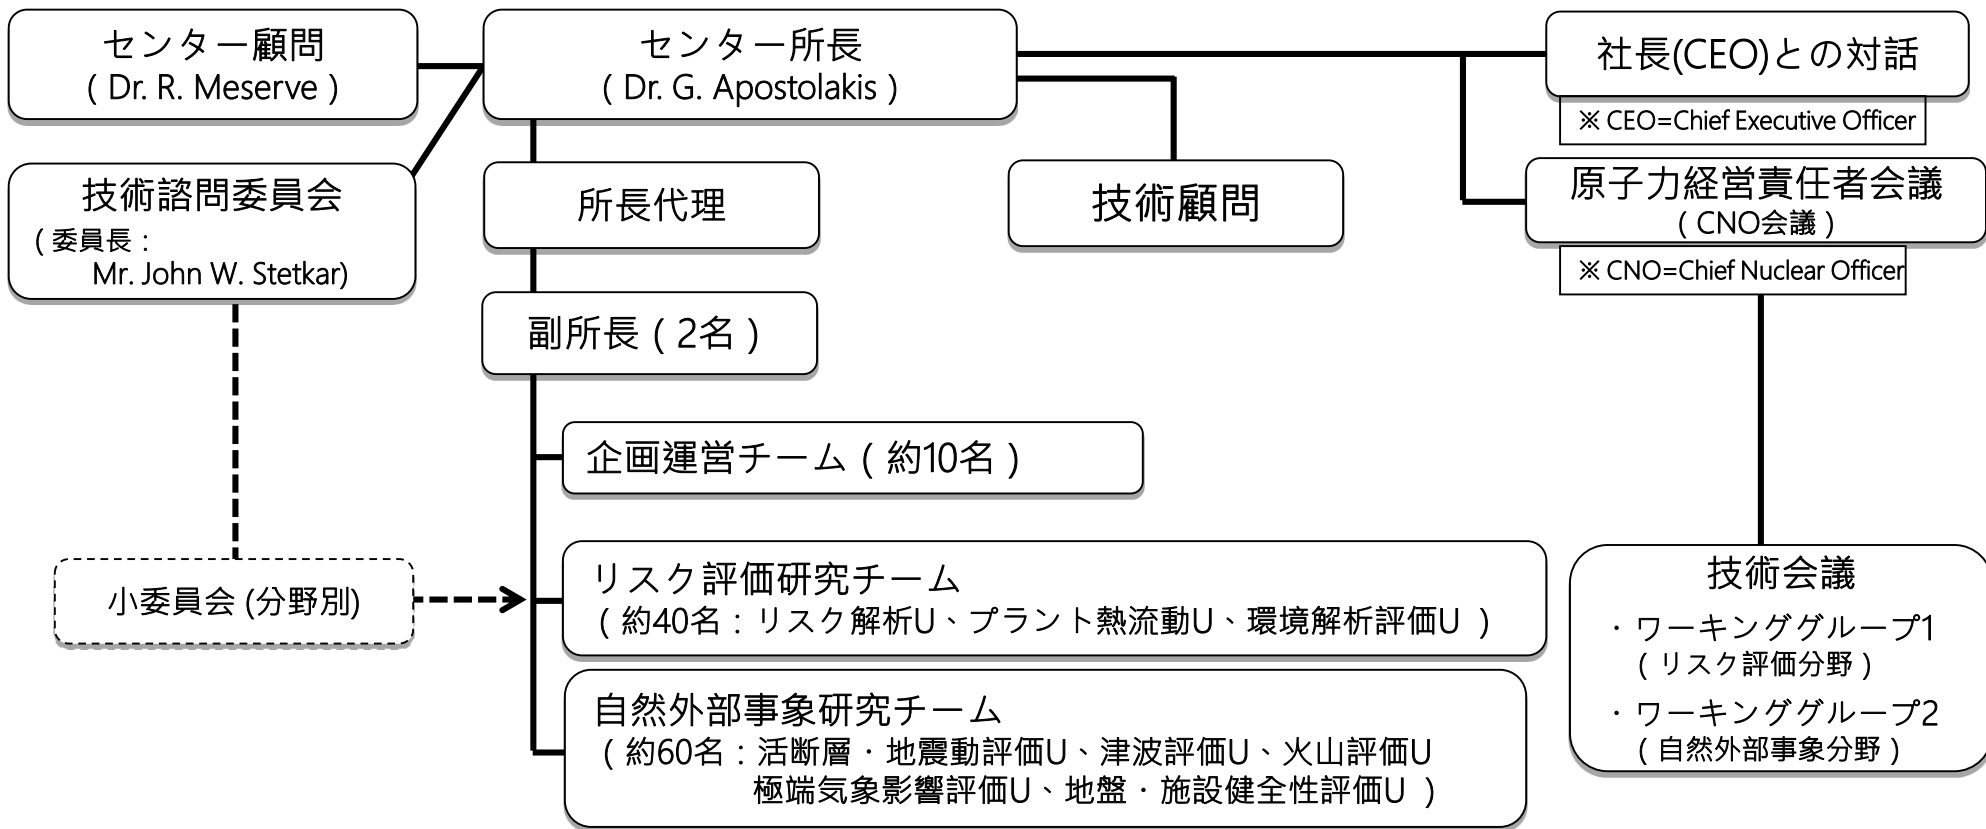 センター顧問
( Dr. R. Meserve )
センター所長
( Dr. G. Apostolakis )
社長(CEO)との対話
※ CEO=Chief Executive Officer
技術諮問委員会
( 委員長：
Mr. John W. Stetkar)
所長代理
技術顧問
原子力経営責任者会議
( CNO会議 )
※ CNO=Chief Nuclear Officer
副所長 ( 2名 )
企画運営チーム ( 約10名 )
小委員会 (分野別)
リスク評価研究チーム
( 約40名：リスク解析U、プラント熱流動U、環境解析評価U )
自然外部事象研究チーム
( 約60名：活断層・地震動評価U、津波評価U、火山評価U
極端気象影響評価U、地盤・施設健全性評価U )
技術会議
・ワーキンググループ1
( リスク評価分野 )
・ワーキンググループ2
( 自然外部事象分野 )